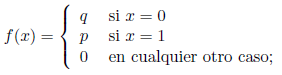 q si x = 0
f(x) = { p si x = 1
0 en cualquier otro caso;